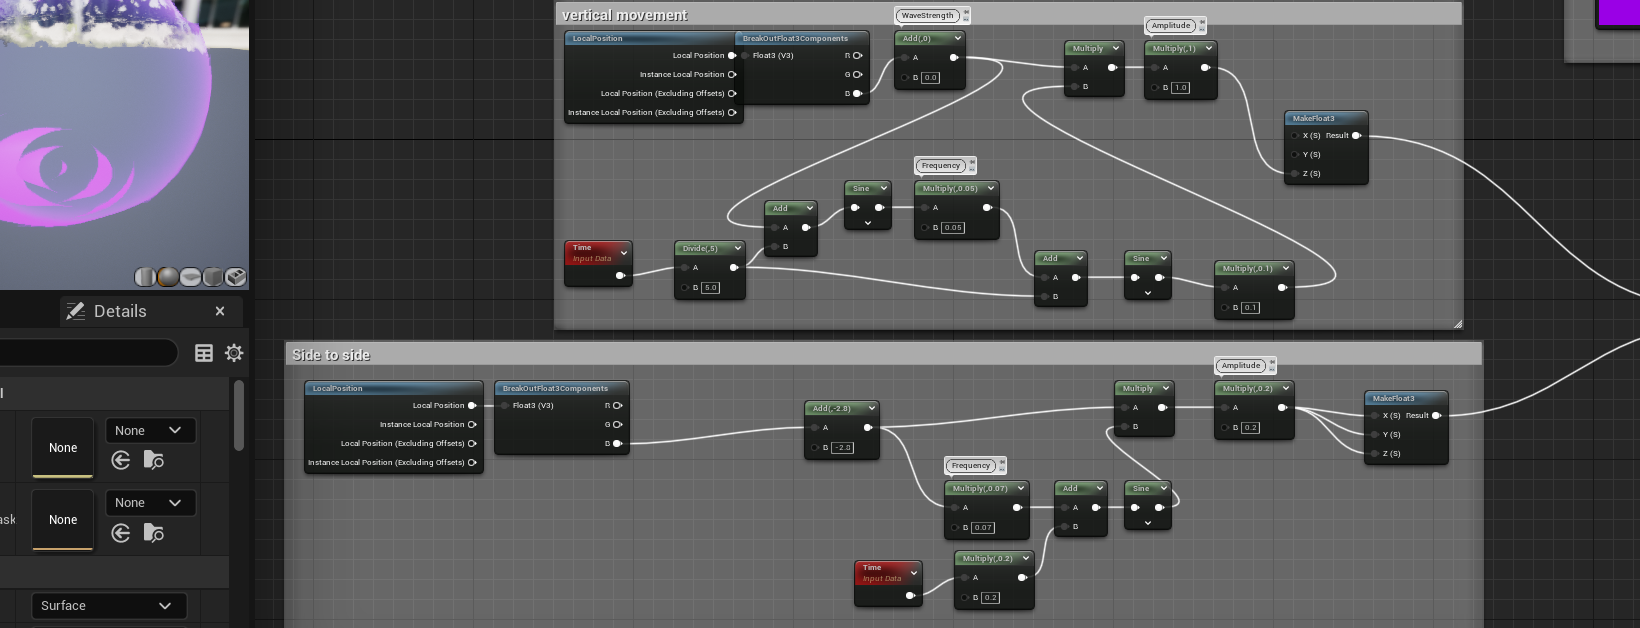 vertical movement
WaveStrength
Amplitude
LocalPosition
Local Position
Instance Local Position
Local Position (Excluding Offsets)
Instance Local Position (Excluding Offsets)
BreakOutFloat3Components
Float3 (V3)
R
G
B
Add(,0)
A
B 0.0
Multiply
A
B
Multiply(,1)
A
B 1.0
MakeFloat3
X (S) Result
Y (S)
Z (S)
Frequency
Sine
Multiply(,0.05)
A
B 0.05
Add
A
B
Time
Input Data
Divide(,5)
A
B 5.0
Add
A
B
Sine
Multiply(,0.1)
A
B 0.1
Details
None
None
None
None
Surface
Side to side
Amplitude
LocalPosition
Local Position
Instance Local Position
Local Position (Excluding Offsets)
Instance Local Position (Excluding Offsets)
BreakOutFloat3Components
Float3 (V3)
R
G
B
Add(,-2.8)
A
Multiply
A
B
Multiply(,0.2)
A
B 0.2
MakeFloat3
X (S) Result
Y (S)
Z (S)
Frequency
Multiply(,0.07)
A
B 0.07
Add
A
B
Sine
Time
Input Data
Multiply(,0.2)
A
B 0.2